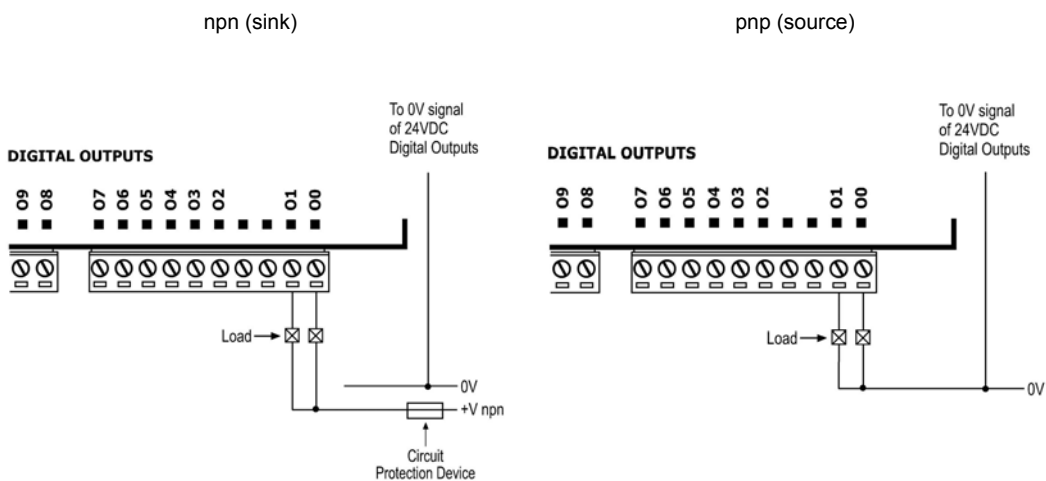 npn (sink)
To 0V signal
of 24VDC
Digital Outputs
DIGITAL OUTPUTS
O9 O8 O7 O6 O5 O4 O3 O2 O1 O0
Load
0V
+V npn
Circuit
Protection Device
pnp (source)
To 0V signal
of 24VDC
Digital Outputs
DIGITAL OUTPUTS
O9 O8 O7 O6 O5 O4 O3 O2 O1 O0
Load
0V